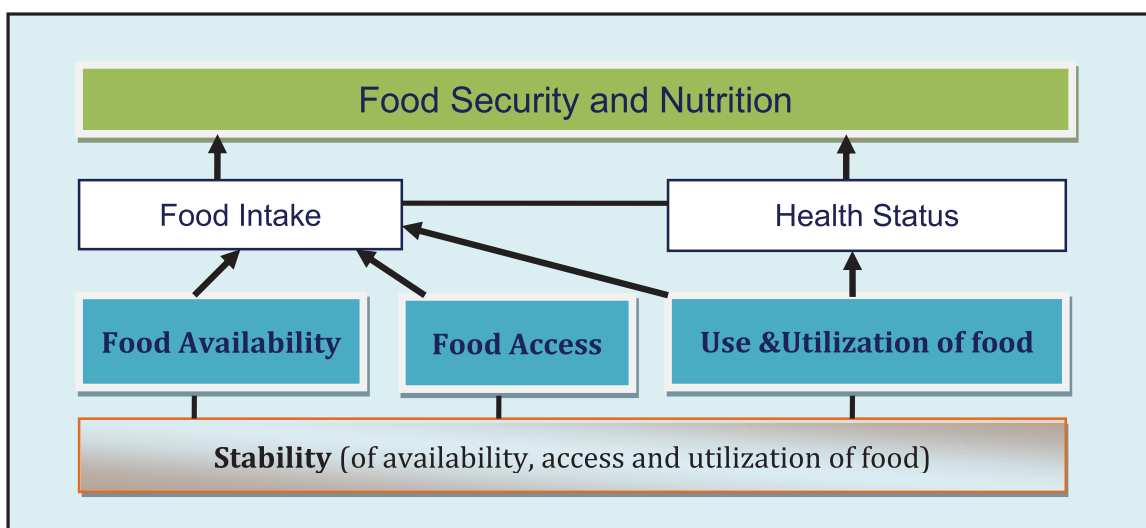 Food Security and Nutrition
Food Intake
Health Status
Food Availability
Food Access
Use &Utilization of food
Stability (of availability, access and utilization of food)